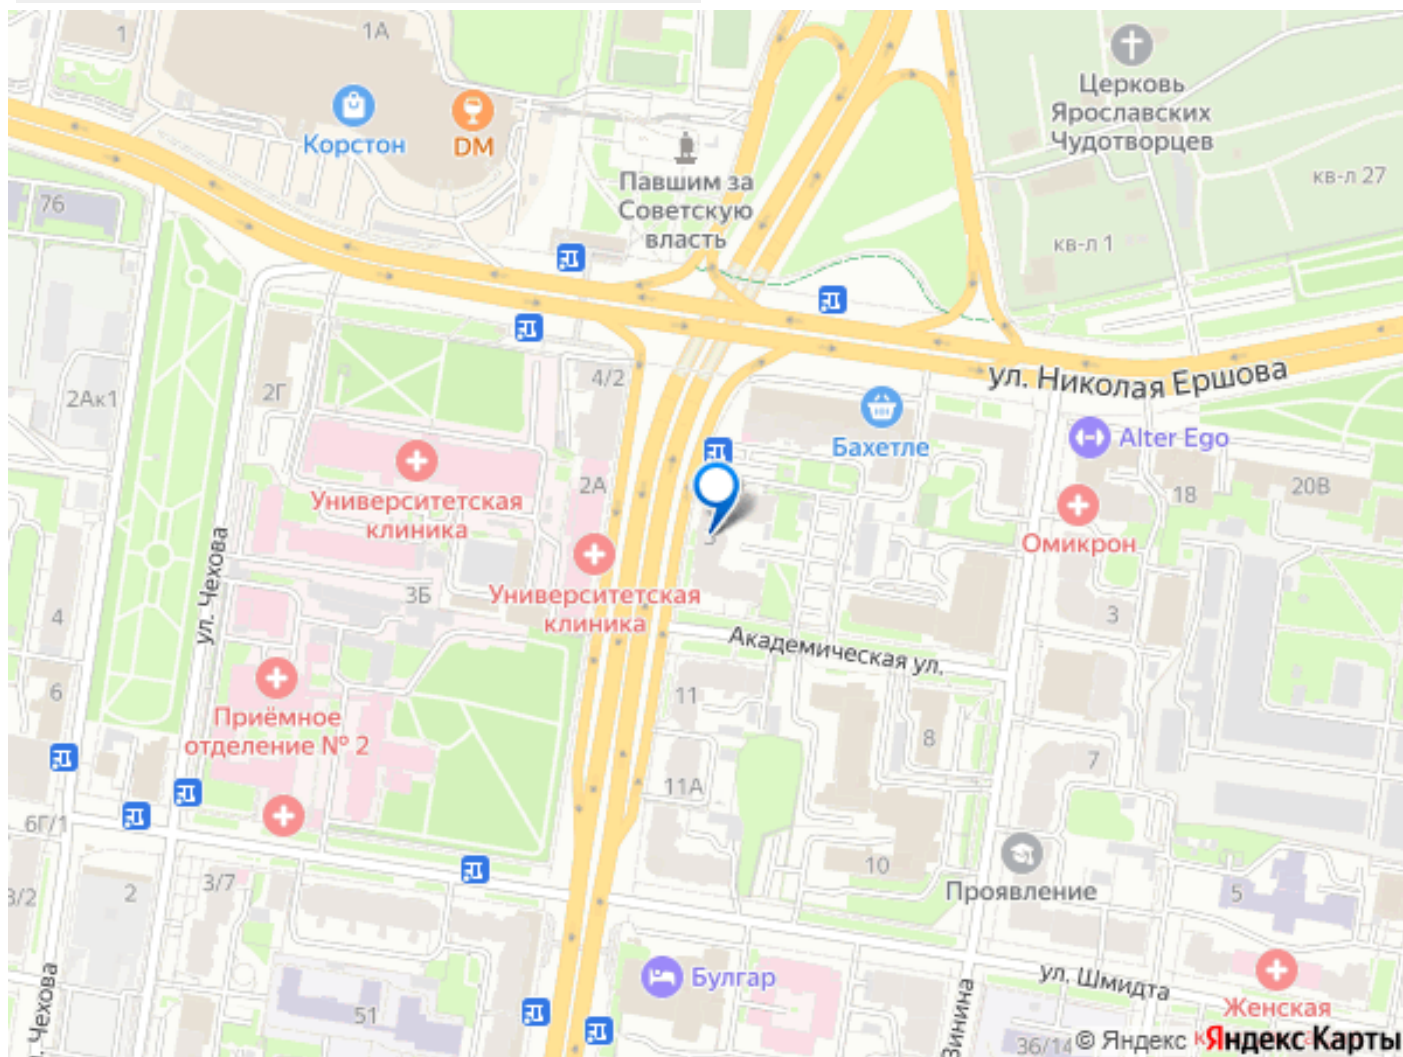 1
1А
Корстон
DM
Церковь
Ярославских
Чудотворцев
кв-л 27
Павшим за
Советскую
власть
кв-л 1
76
ул. Николая Ершова
4/2
2Г
2Ак1
Бахетле
Alter Ego
Университетская
клиника
2А
18
20В
Омикрон
ул. Чехова
3Б
Университетская
клиника
4
3
Академическая ул.
6
11
Приёмное
отделение № 2
8
7
11А
6Г/1
3/7
2
3/2
10
Проявление
5
Булгар
ул. Шмидта
Женская
51
Чехова
Зинина
36/14
© Яндекс
Яндекс Карты